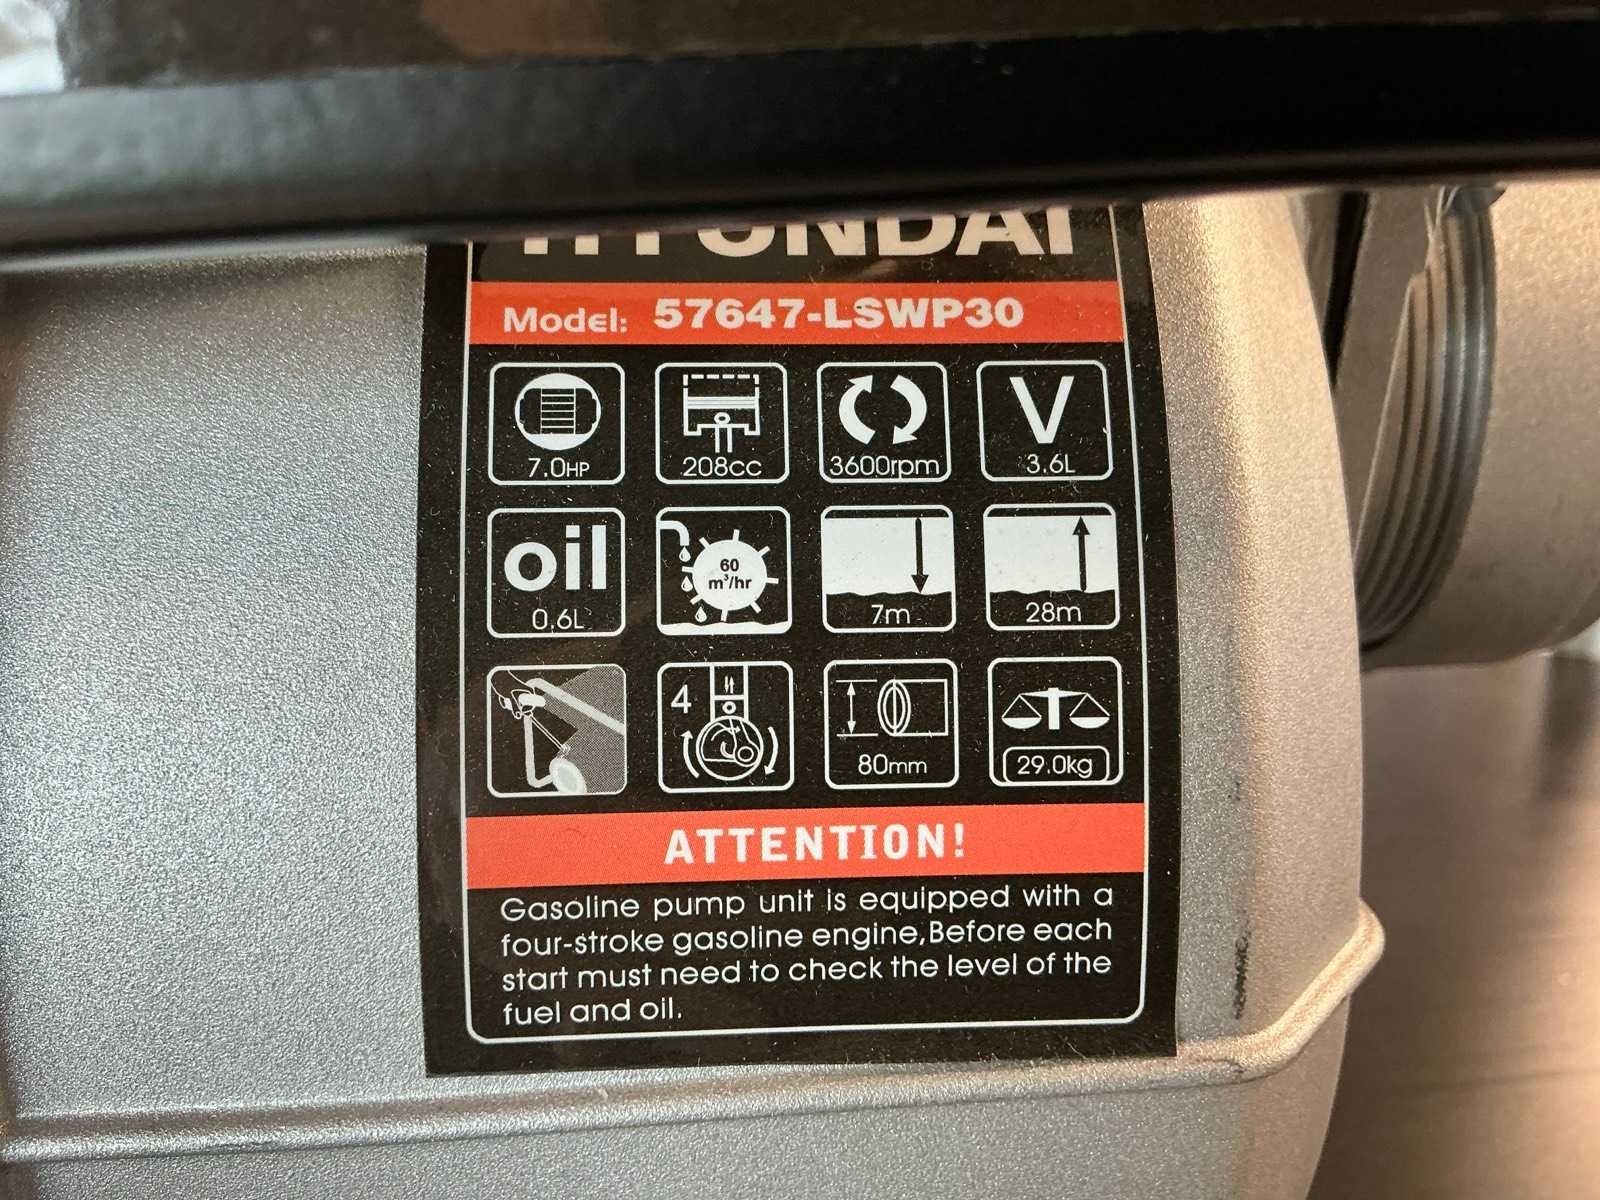 HYUNDAI
Model: 57647-LSWP30
7.0HP
208cc
3600rpm
V
3.6L
oil
0.6L
60
m³/hr
7m
28m
4
80mm
29.0kg
ATTENTION!
Gasoline pump unit is equipped with a
four-stroke gasoline engine,Before each
start must need to check the level of the
fuel and oil.